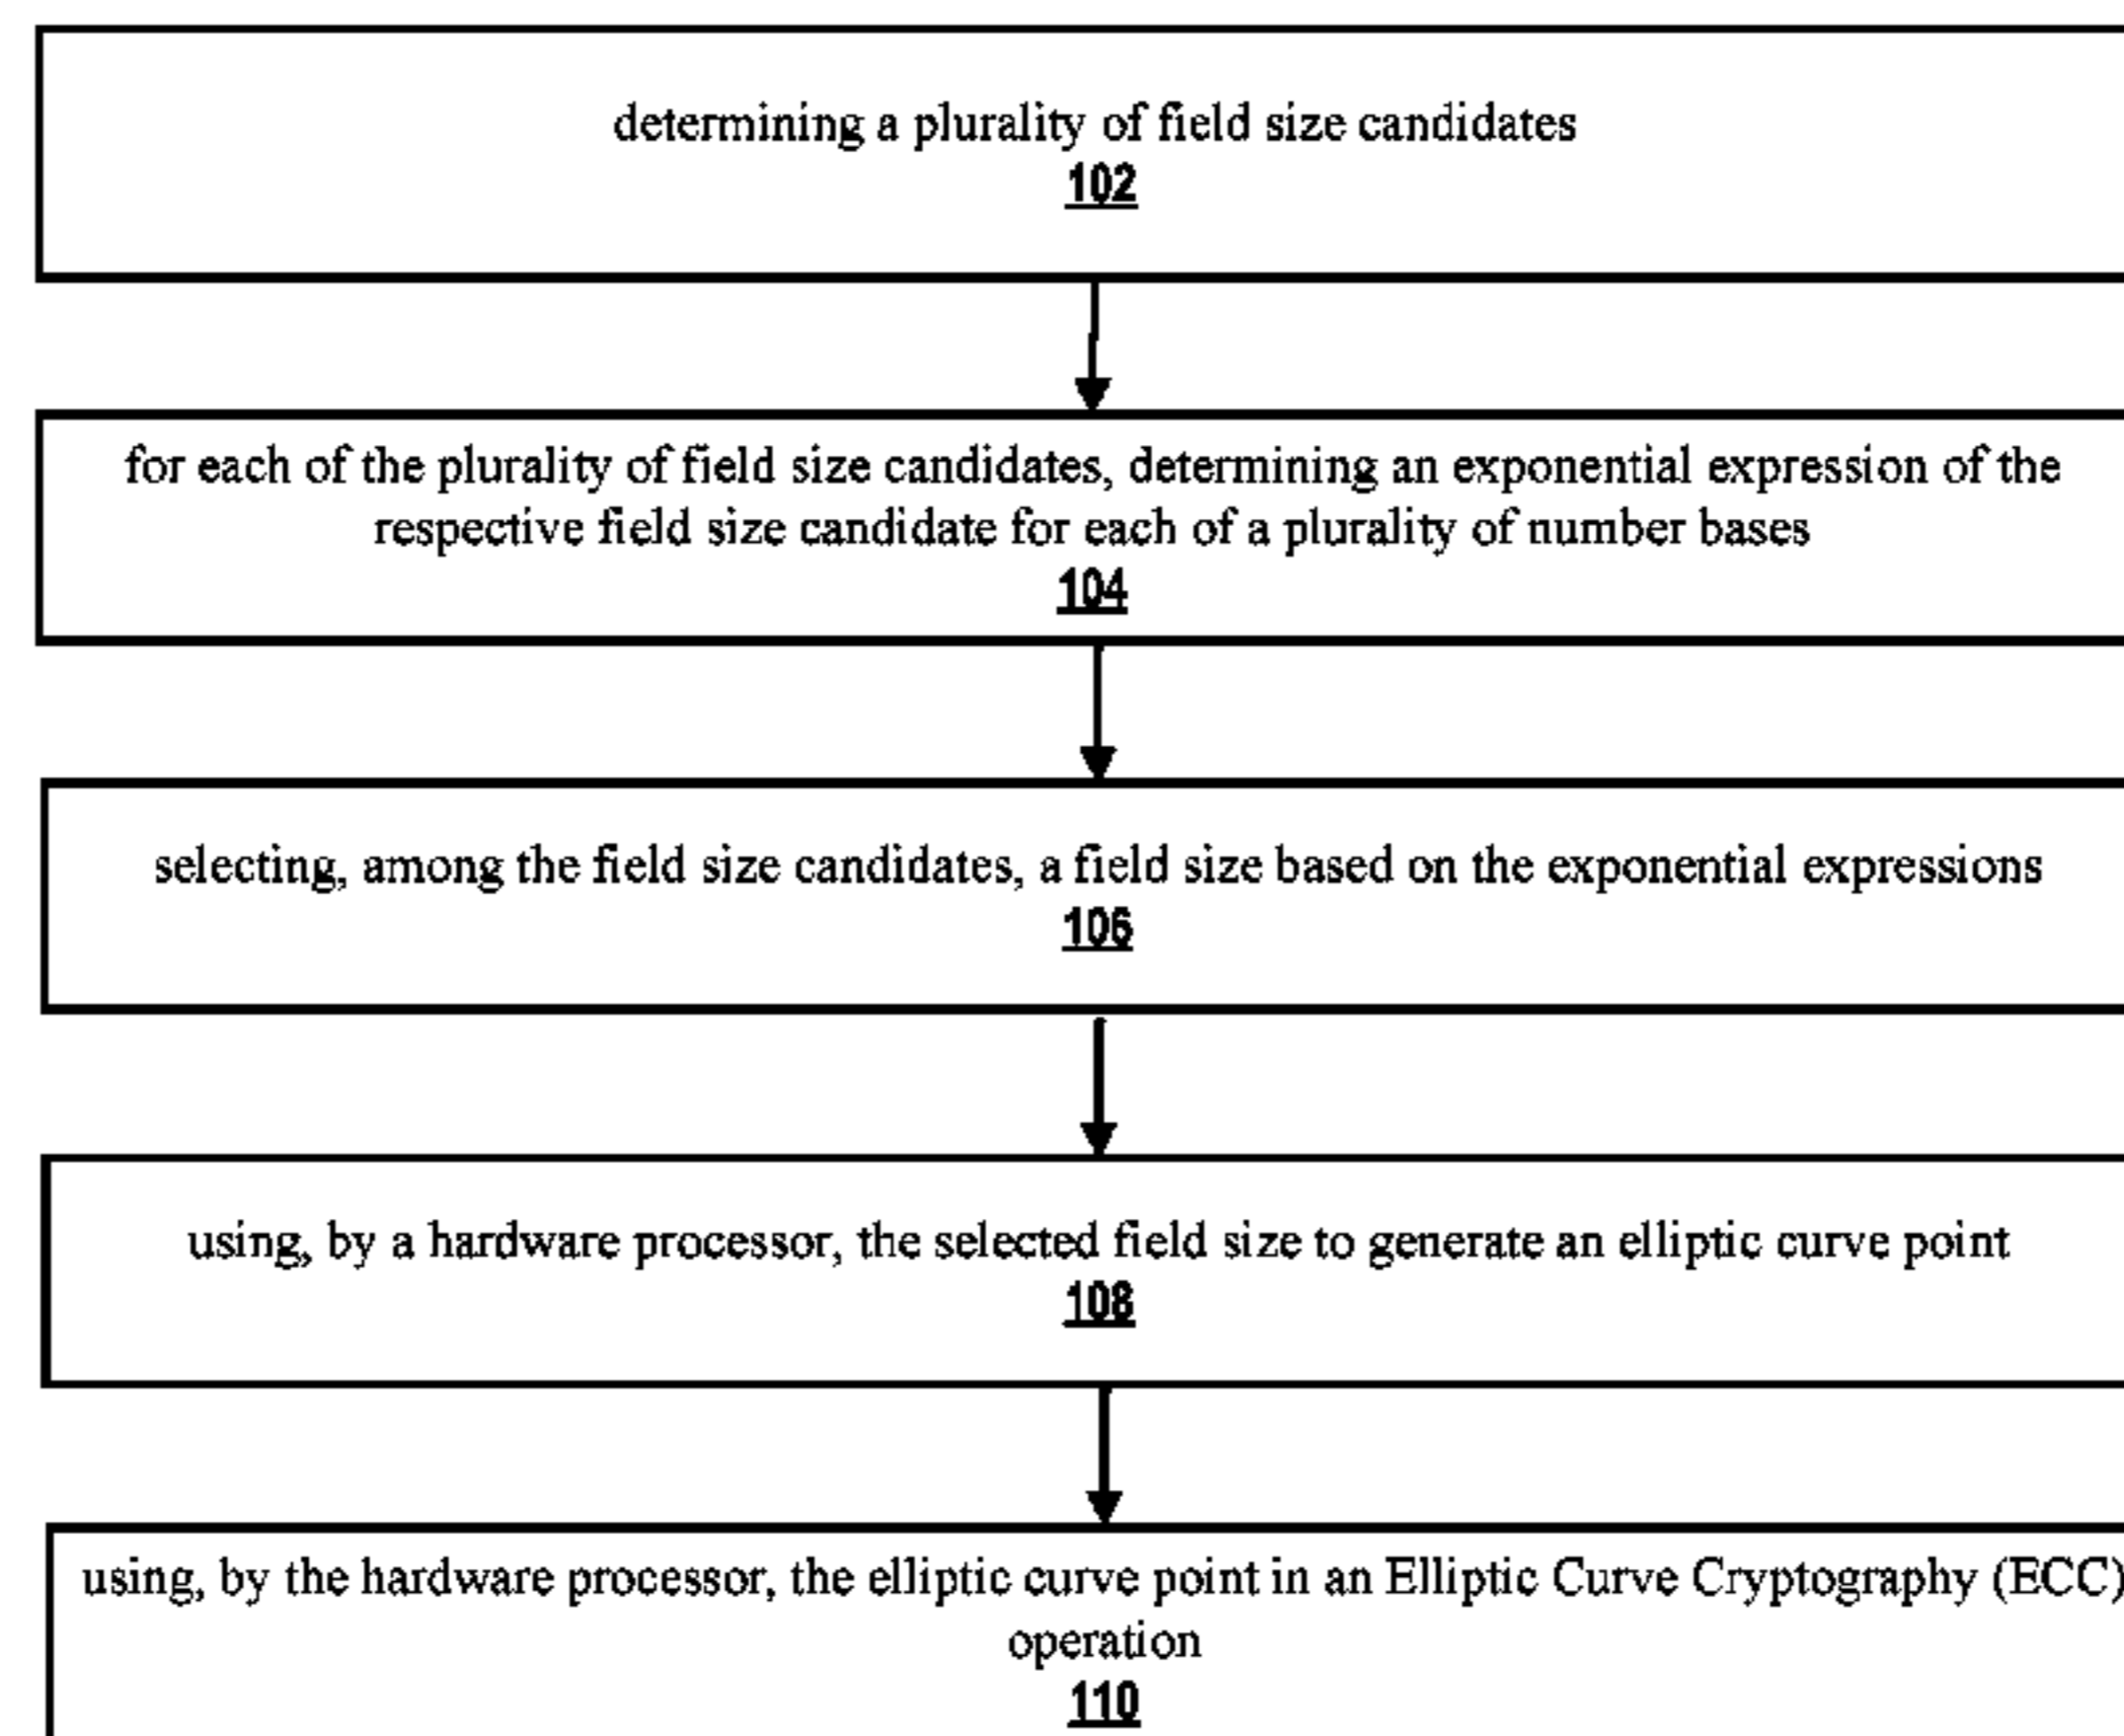 determining a plurality of field size candidates
102
for each of the plurality of field size candidates, determining an exponential expression of the
respective field size candidate for each of a plurality of number bases
104
selecting, among the field size candidates, a field size based on the exponential expressions
106
using, by a hardware processor, the selected field size to generate an elliptic curve point
108
using, by the hardware processor, the elliptic curve point in an Elliptic Curve Cryptography (ECC)
operation
110